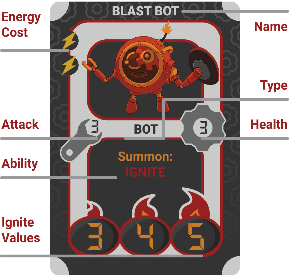 BLAST BOT
Energy
Cost
Name
Type
Attack
3
BOT
3
Health
Ability
Summon:
IGNITE
Ignite
Values
3 4 5